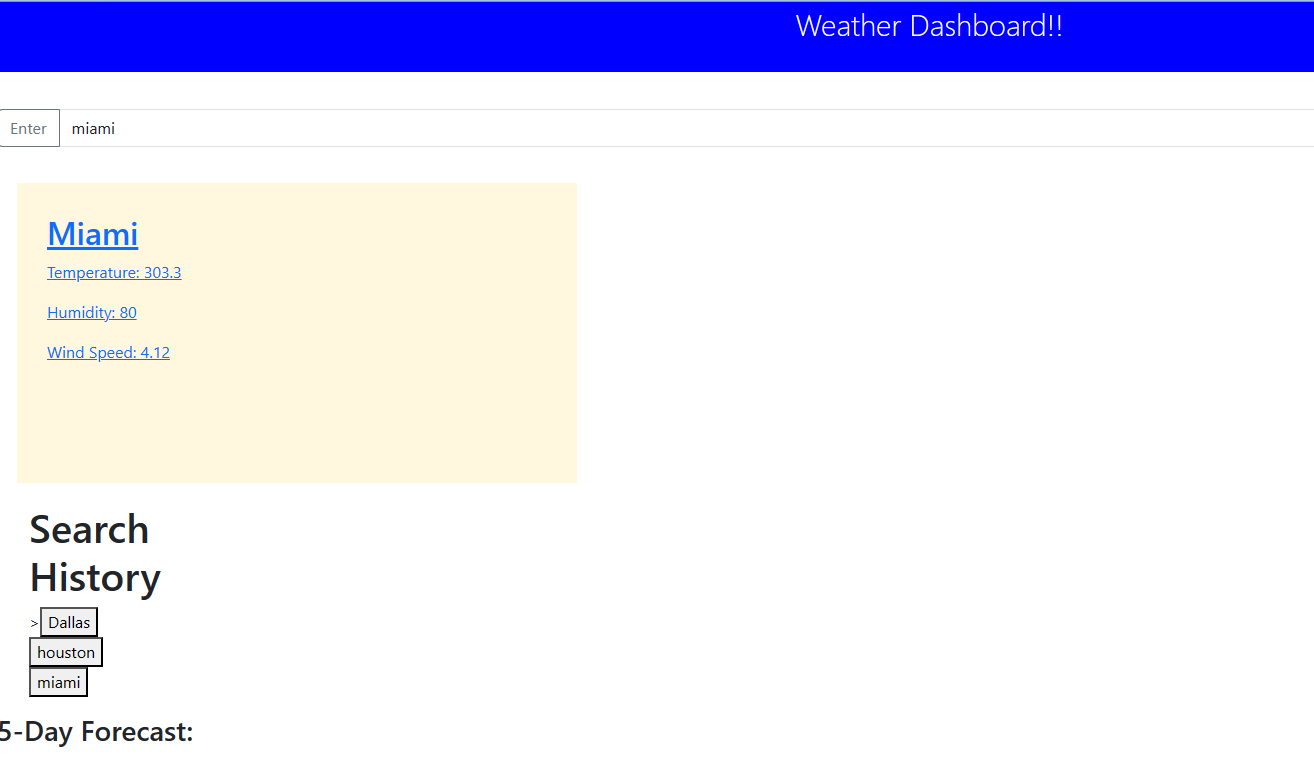 Weather Dashboard!!
Enter miami
Miami
Temperature: 303.3
Humidity: 80
Wind Speed: 4.12
Search
History
>Dallas
houston
miami
5-Day Forecast: